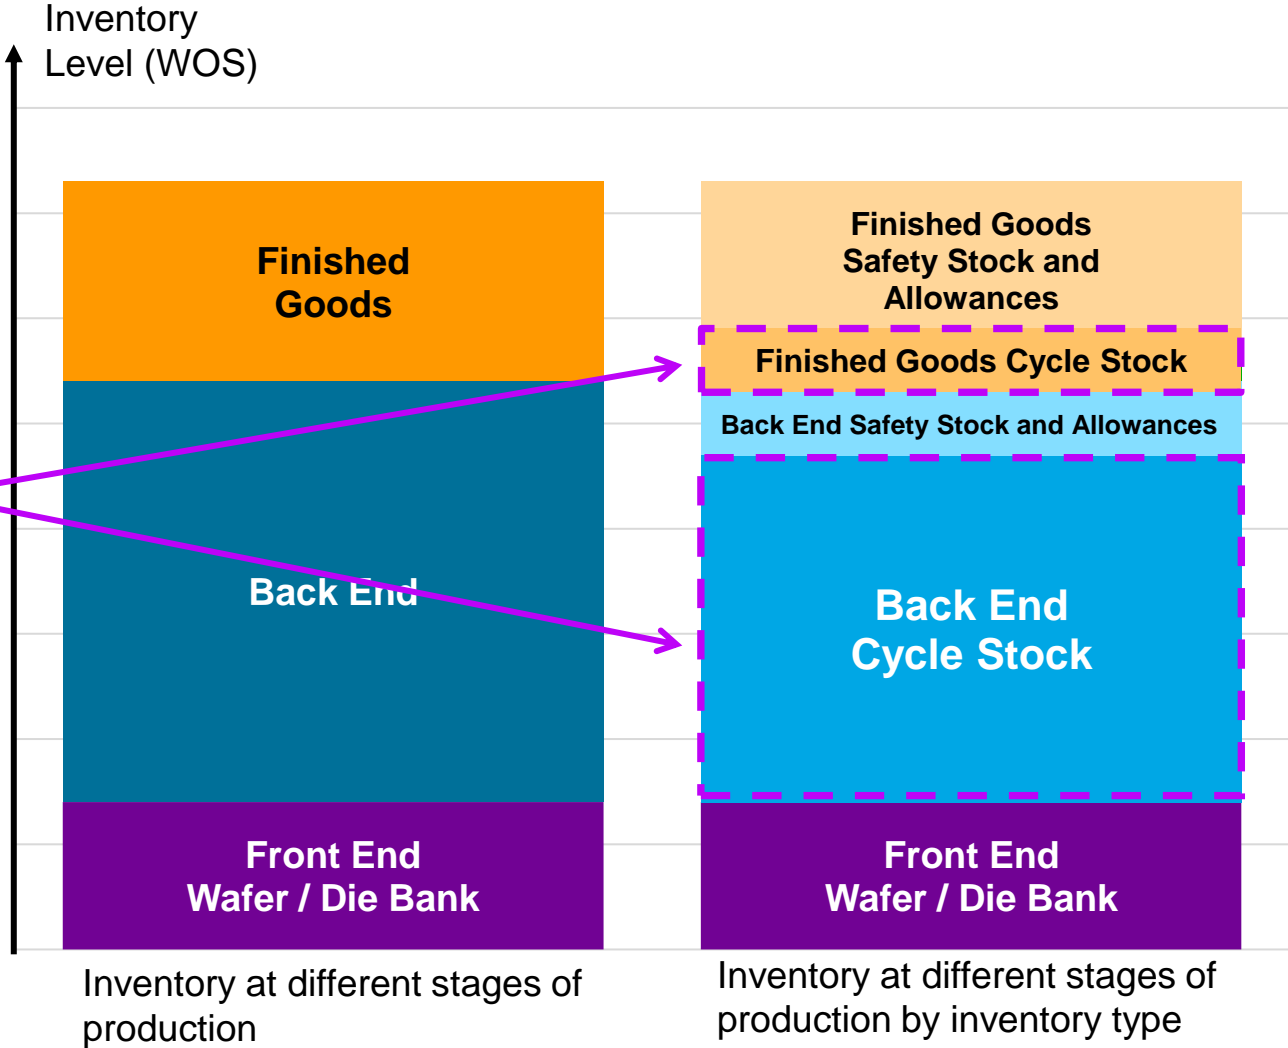 Inventory
Level (WOS)
Finished
Goods
Back End
Front End
Wafer / Die Bank
Inventory at different stages of
production
Finished Goods
Safety Stock and
Allowances
Finished Goods Cycle Stock
Back End Safety Stock and Allowances
Back End
Cycle Stock
Front End
Wafer / Die Bank
Inventory at different stages of
production by inventory type